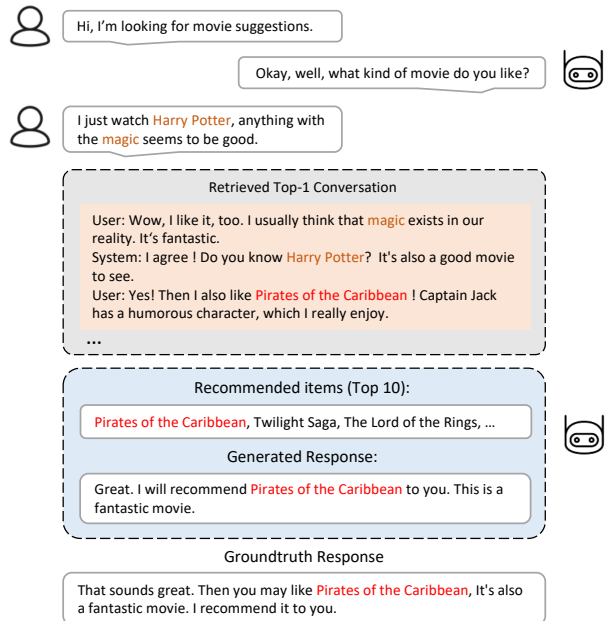 Hi, I'm looking for movie suggestions.
Okay, well, what kind of movie do you like?
I just watch Harry Potter, anything with
the magic seems to be good.
Retrieved Top-1 Conversation
User: Wow, I like it, too. I usually think that magic exists in our
reality. It's fantastic.
System: I agree ! Do you know Harry Potter? It's also a good movie
to see.
User: Yes! Then I also like Pirates of the Caribbean ! Captain Jack
has a humorous character, which I really enjoy.
...
Recommended items (Top 10):
Pirates of the Caribbean, Twilight Saga, The Lord of the Rings, ...
Generated Response:
Great. I will recommend Pirates of the Caribbean to you. This is a
fantastic movie.
Groundtruth Response
That sounds great. Then you may like Pirates of the Caribbean, It's also
a fantastic movie. I recommend it to you.